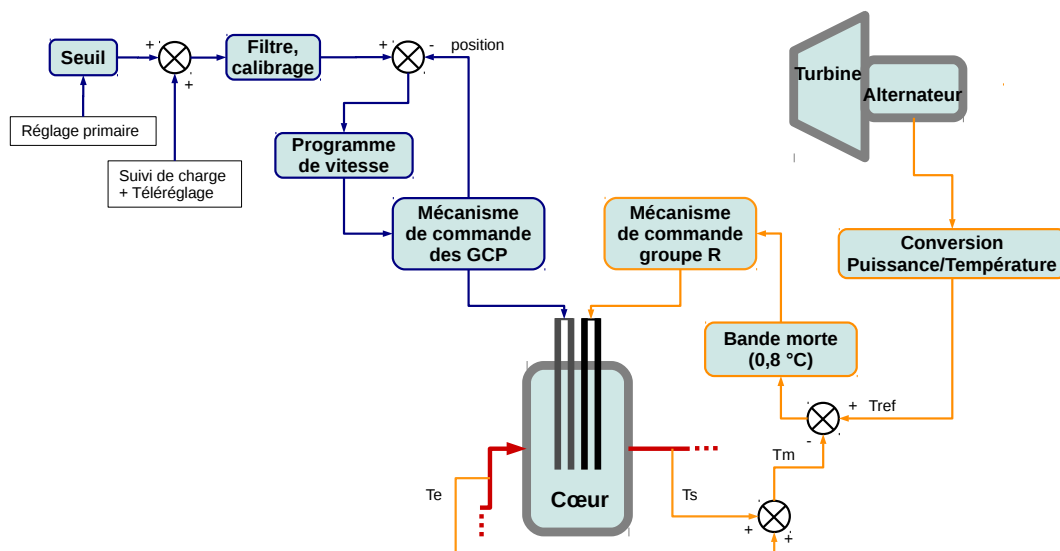 Seuil
+
+
Filtre,
calibrage
+
-
position
Réglage primaire
Suivi de charge
+ Téléréglage
Programme
de vitesse
Mécanisme
de commande
des GCP
Mécanisme
de commande
groupe R
Turbine
Alternateur
Conversion
Puissance/Température
Bande morte
(0,8 °C)
+
Tref
-
Tm
Te
Cœur
Ts
+
+